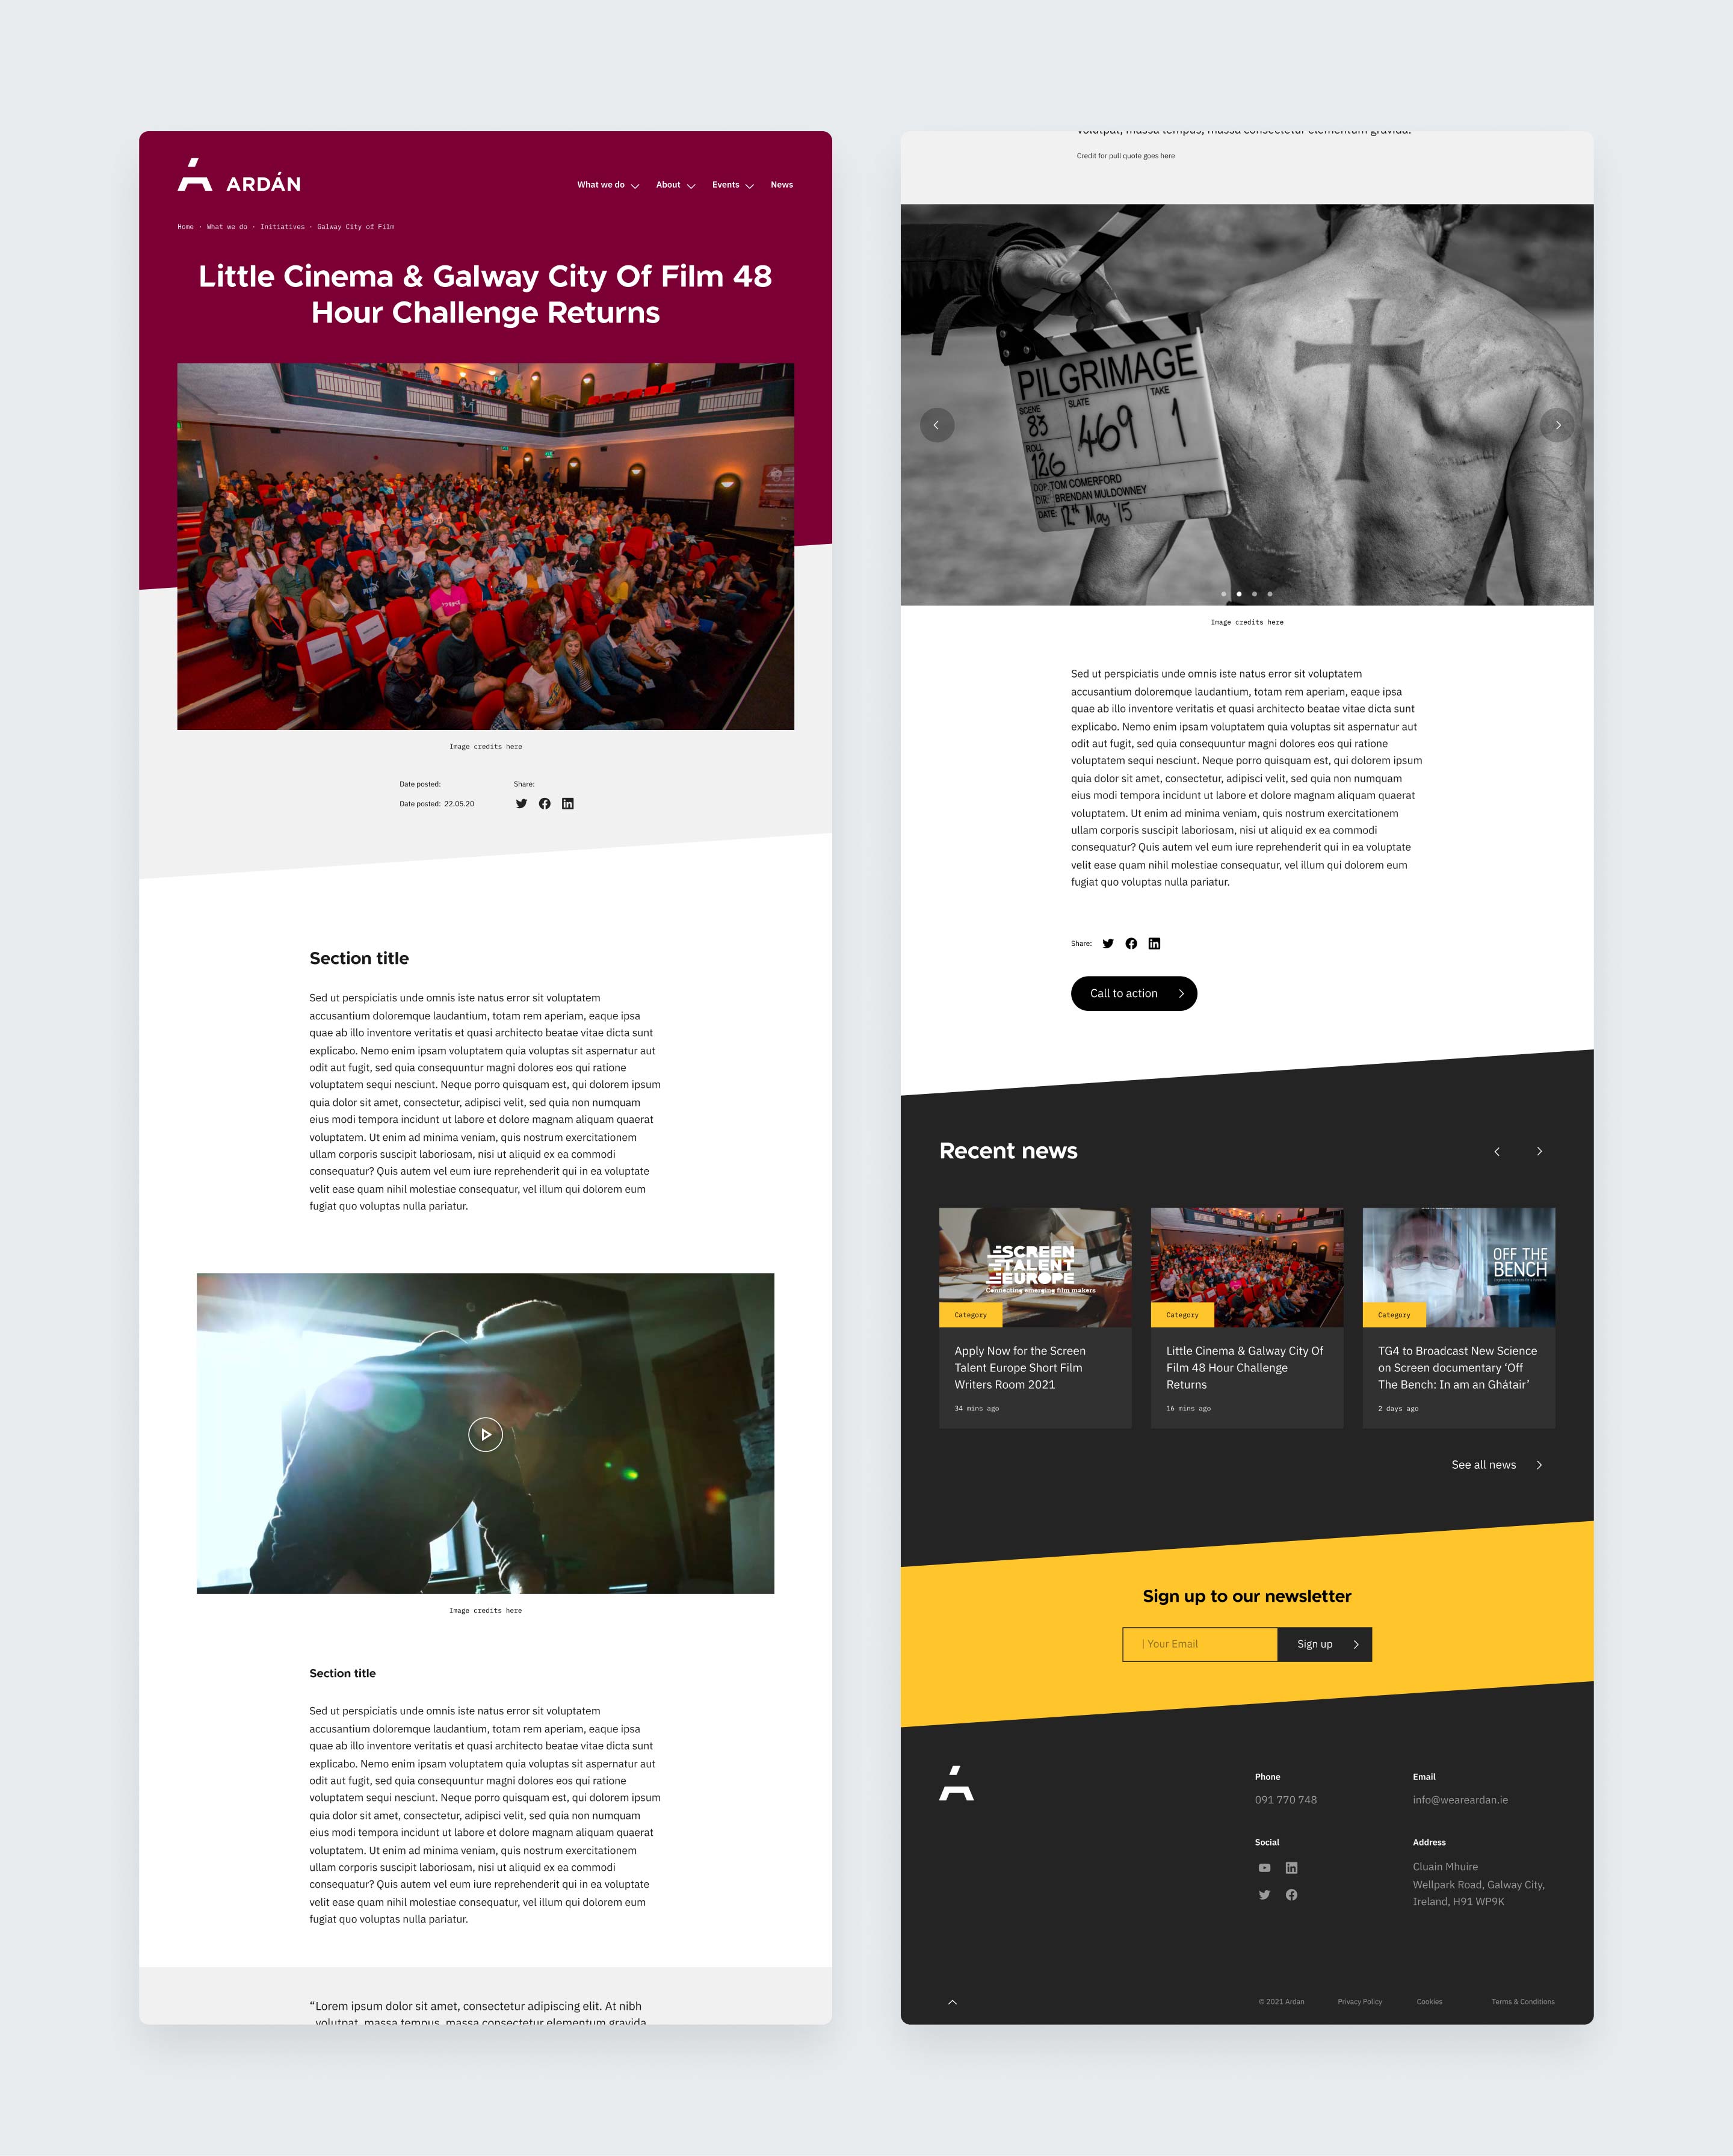 ARDÁN
What we do
About
Events
News
Home · What we do · Initiatives · Galway City of Film
Little Cinema & Galway City Of Film 48
Hour Challenge Returns
Image credits here
Date posted:
Share:
Date posted: 22.05.20
Section title
Sed ut perspiciatis unde omnis iste natus error sit voluptatem
accusantium doloremque laudantium, totam rem aperiam, eaque ipsa
quae ab illo inventore veritatis et quasi architecto beatae vitae dicta sunt
explicabo. Nemo enim ipsam voluptatem quia voluptas sit aspernatur aut
odit aut fugit, sed quia consequuntur magni dolores eos qui ratione
voluptatem sequi nesciunt. Neque porro quisquam est, qui dolorem ipsum
quia dolor sit amet, consectetur, adipisci velit, sed quia non numquam
eius modi tempora incidunt ut labore et dolore magnam aliquam quaerat
voluptatem. Ut enim ad minima veniam, quis nostrum exercitationem
ullam corporis suscipit laboriosam, nisi ut aliquid ex ea commodi
consequatur? Quis autem vel eum iure reprehenderit qui in ea voluptate
velit ease quam nihil molestiae consequatur, vel illum qui dolorem eum
fugiat quo voluptas nulla pariatur.
Image credits here
Section title
Sed ut perspiciatis unde omnis iste natus error sit voluptatem
accusantium doloremque laudantium, totam rem aperiam, eaque ipsa
quae ab illo inventore veritatis et quasi architecto beatae vitae dicta sunt
explicabo. Nemo enim ipsam voluptatem quia voluptas sit aspernatur aut
odit aut fugit, sed quia consequuntur magni dolores eos qui ratione
voluptatem sequi nesciunt. Neque porro quisquam est, qui dolorem ipsum
quia dolor sit amet, consectetur, adipisci velit, sed quia non numquam
eius modi tempora incidunt ut labore et dolore magnam aliquam quaerat
voluptatem. Ut enim ad minima veniam, quis nostrum exercitationem
ullam corporis suscipit laboriosam, nisi ut aliquid ex ea commodi
consequatur? Quis autem vel eum iure reprehenderit qui in ea voluptate
velit ease quam nihil molestiae consequatur, vel illum qui dolorem eum
fugiat quo voluptas nulla pariatur.
“Lorem ipsum dolor sit amet, consectetur adipiscing elit. At nibh
volutpat, massa tempus, massa consectetur elementum gravida
volutpat, massa tempus, massa consectetur elementum gravida.
Credit for pull quote goes here
PILGRIMAGE
SCENE
83
SLATE
469
TAKE
1
ROLL
126
DOP: TOM COMERFORD
DIR: BRENDAN MULDOWNEY
DATE: 12th May '15
Image credits here
Sed ut perspiciatis unde omnis iste natus error sit voluptatem
accusantium doloremque laudantium, totam rem aperiam, eaque ipsa
quae ab illo inventore veritatis et quasi architecto beatae vitae dicta sunt
explicabo. Nemo enim ipsam voluptatem quia voluptas sit aspernatur aut
odit aut fugit, sed quia consequuntur magni dolores eos qui ratione
voluptatem sequi nesciunt. Neque porro quisquam est, qui dolorem ipsum
quia dolor sit amet, consectetur, adipisci velit, sed quia non numquam
eius modi tempora incidunt ut labore et dolore magnam aliquam quaerat
voluptatem. Ut enim ad minima veniam, quis nostrum exercitationem
ullam corporis suscipit laboriosam, nisi ut aliquid ex ea commodi
consequatur? Quis autem vel eum iure reprehenderit qui in ea voluptate
velit ease quam nihil molestiae consequatur, vel illum qui dolorem eum
fugiat quo voluptas nulla pariatur.
Share:
Call to action
Recent news
SCREEN
TALENT
EUROPE
Connecting emerging film makers
Category
Apply Now for the Screen
Talent Europe Short Film
Writers Room 2021
34 mins ago
Category
Little Cinema & Galway City Of
Film 48 Hour Challenge
Returns
16 mins ago
OFF THE
BENCH
Category
TG4 to Broadcast New Science
on Screen documentary ‘Off
The Bench: In am an Ghátair’
2 days ago
See all news
Sign up to our newsletter
| Your Email
Sign up
Phone
091 770 748
Email
info@weareardan.ie
Social
Address
Cluain Mhuire
Wellpark Road, Galway City,
Ireland, H91 WP9K
© 2021 Ardan
Privacy Policy
Cookies
Terms & Conditions